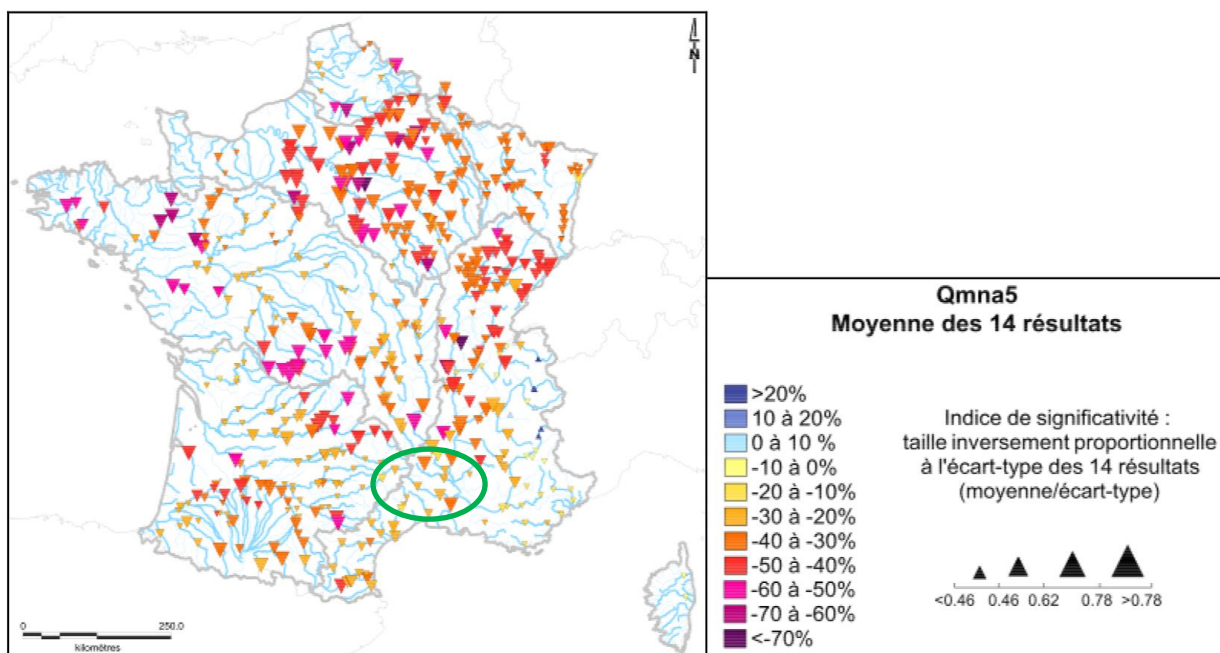 N
0
250.0
kilomètres
Qmna5
Moyenne des 14 résultats
>20%
10 à 20%
0 à 10 %
-10 à 0%
-20 à -10%
-30 à -20%
-40 à -30%
-50 à -40%
-60 à -50%
-70 à -60%
<-70%
Indice de significativité :
taille inversement proportionnelle
à l'écart-type des 14 résultats
(moyenne/écart-type)
<0.46 0.46 0.62 0.78 >0.78